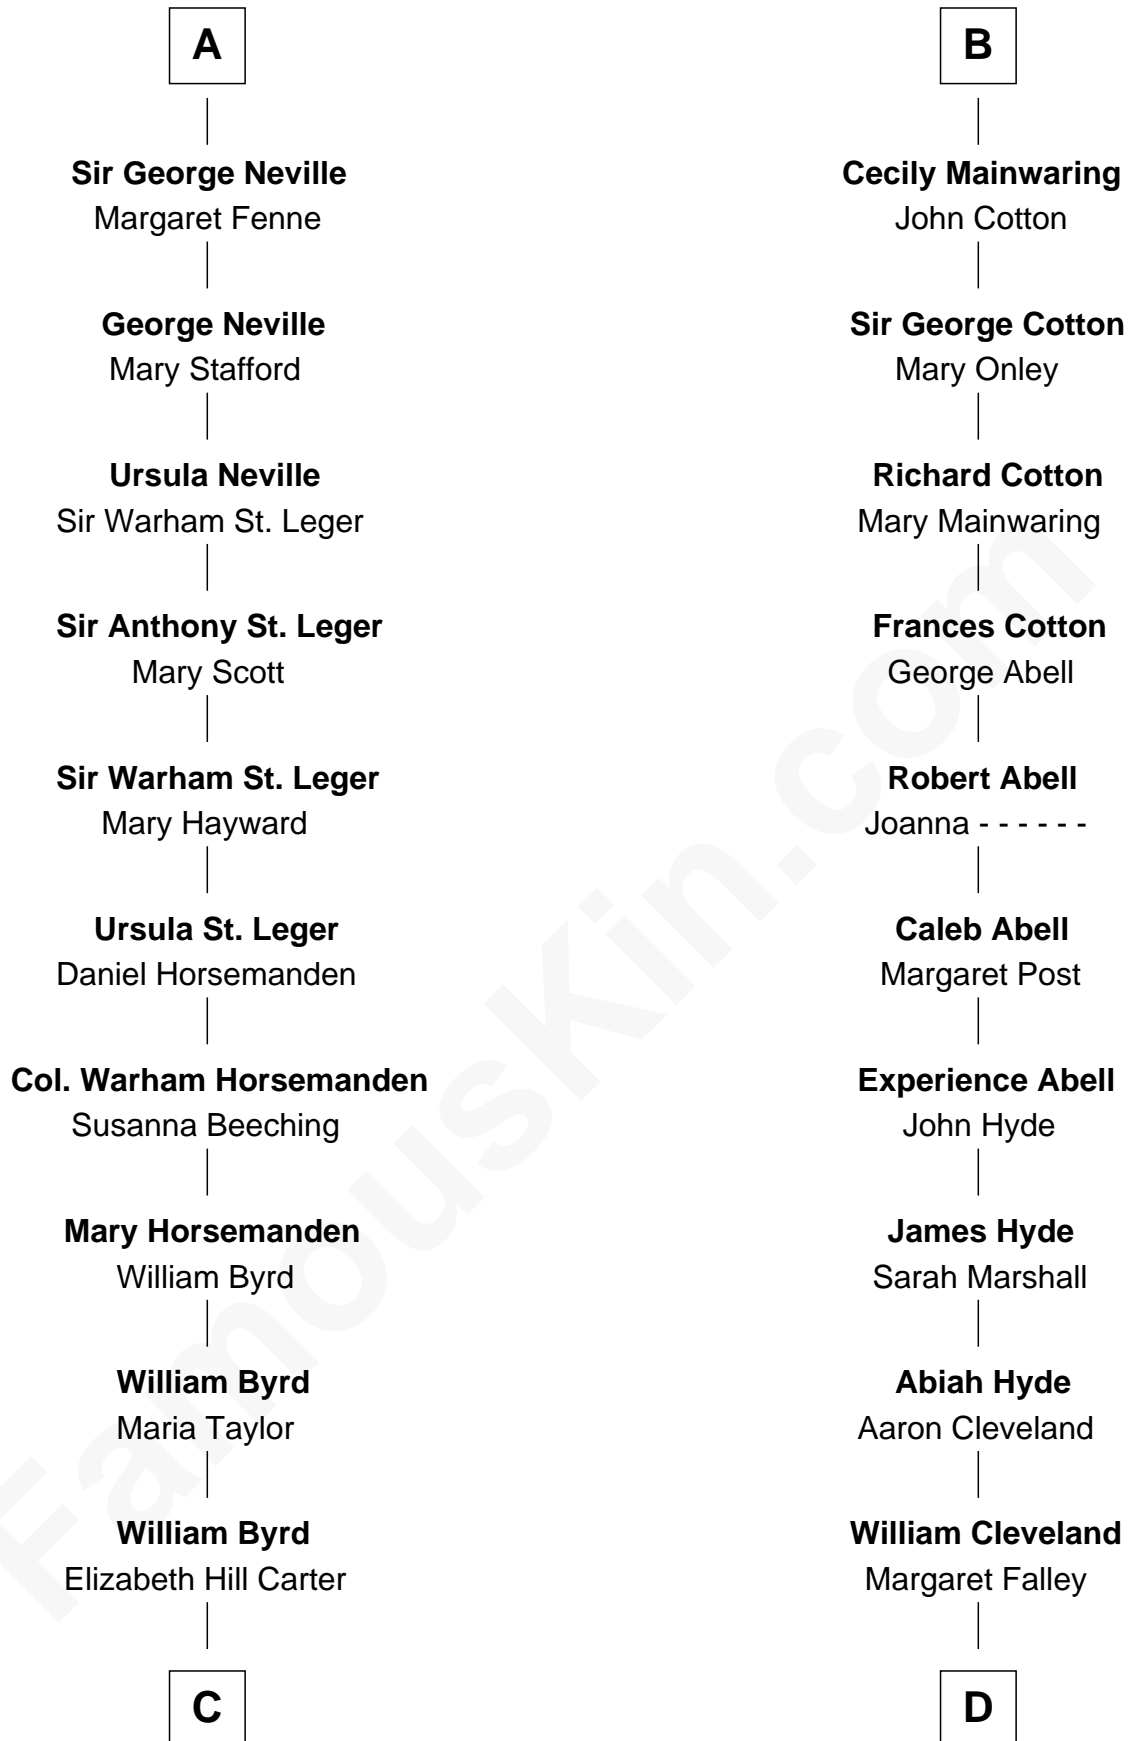 A
Sir George Neville
Margaret Fenne
George Neville
Mary Stafford
Ursula Neville
Sir Warham St. Leger
Sir Anthony St. Leger
Mary Scott
Sir Warham St. Leger
Mary Hayward
Ursula St. Leger
Daniel Horsemanden
Col. Warham Horsemanden
Susanna Beeching
Mary Horsemanden
William Byrd
William Byrd
Maria Taylor
William Byrd
Elizabeth Hill Carter
C
B
Cecily Mainwaring
John Cotton
Sir George Cotton
Mary Onley
Richard Cotton
Mary Mainwaring
Frances Cotton
George Abell
Robert Abell
Joanna - - - - - -
Caleb Abell
Margaret Post
Experience Abell
John Hyde
James Hyde
Sarah Marshall
Abiah Hyde
Aaron Cleveland
William Cleveland
Margaret Falley
D
FamousKin.com